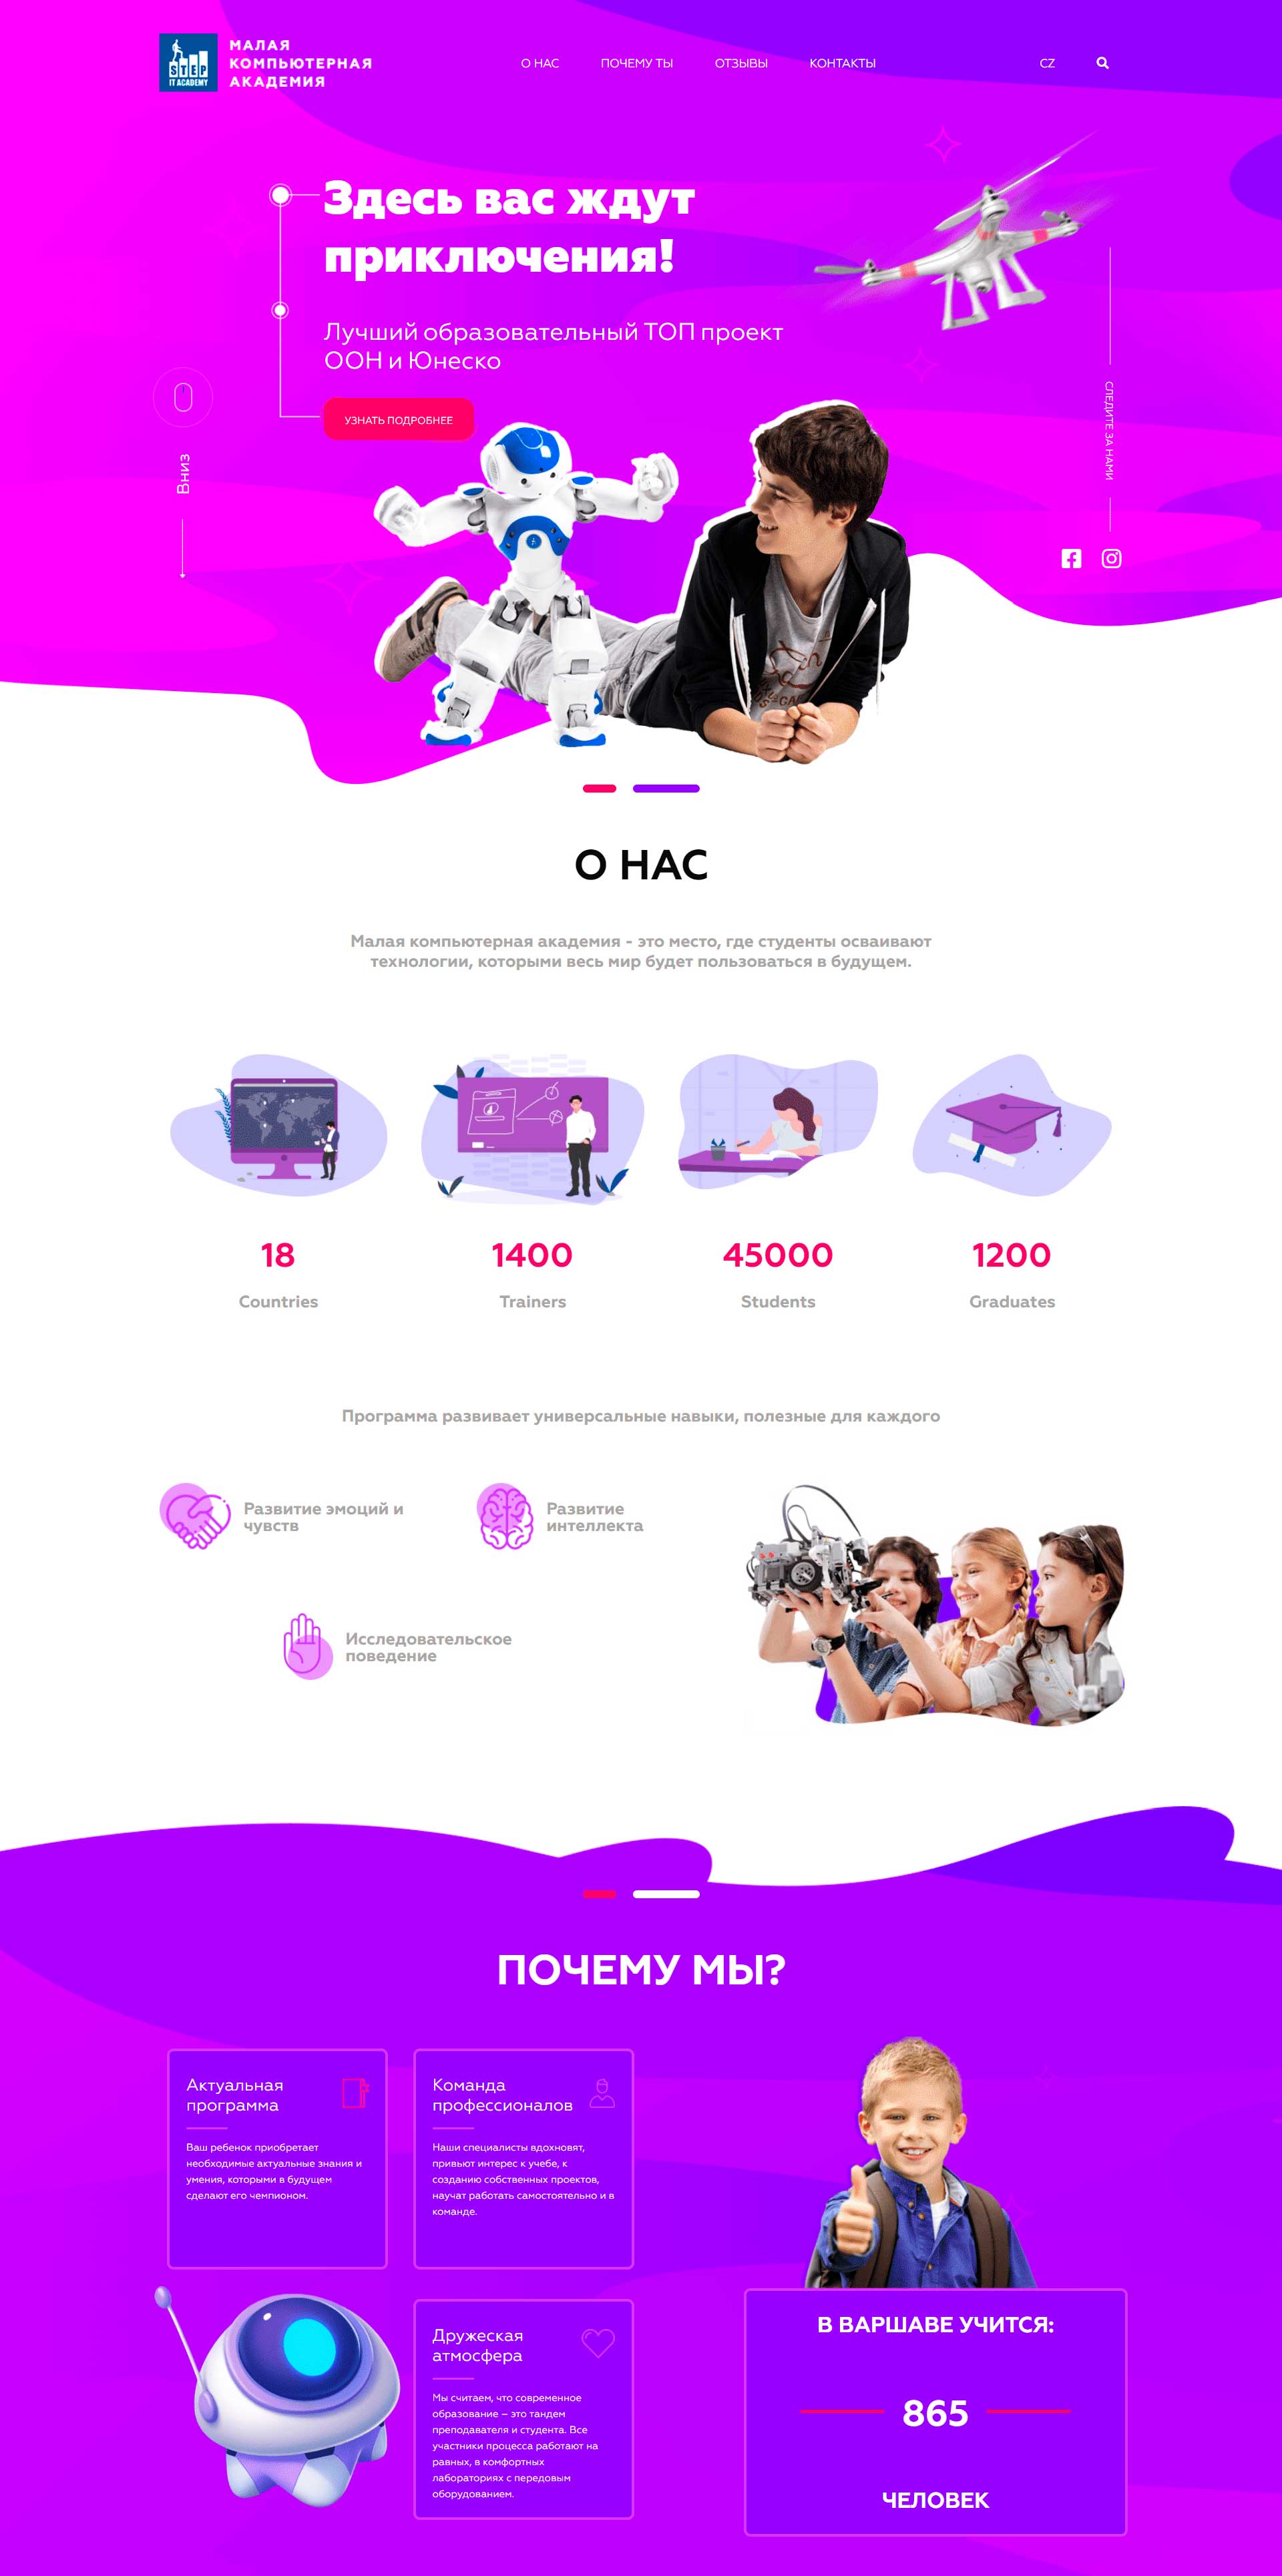 STEP
IT ACADEMY
МАЛАЯ
КОМПЬЮТЕРНАЯ
АКАДЕМИЯ
О НАС
ПОЧЕМУ ТЫ
ОТЗЫВЫ
КОНТАКТЫ
CZ
Здесь вас ждут
приключения!
Лучший образовательный ТОП проект
ООН и Юнеско
УЗНАТЬ ПОДРОБНЕЕ
Вниз
СЛЕДИТЕ ЗА НАМИ
О НАС
Малая компьютерная академия - это место, где студенты осваивают
технологии, которыми весь мир будет пользоваться в будущем.
18
Countries
1400
Trainers
45000
Students
1200
Graduates
Программа развивает универсальные навыки, полезные для каждого
Развитие эмоций и
чувств
Развитие
интеллекта
Исследовательское
поведение
ПОЧЕМУ МЫ?
Актуальная
программа
Ваш ребенок приобретает
необходимые актуальные знания и
умения, которыми в будущем
сделают его чемпионом.
Команда
профессионалов
Наши специалисты вдохновят,
привьют интерес к учебе, к
созданию собственных проектов,
научат работать самостоятельно и в
команде.
Дружеская
атмосфера
Мы считаем, что современное
образование – это тандем
преподавателя и студента. Все
участники процесса работают на
равных, в комфортных
лабораториях с передовым
оборудованием.
В ВАРШАВЕ УЧИТСЯ:
865
ЧЕЛОВЕК